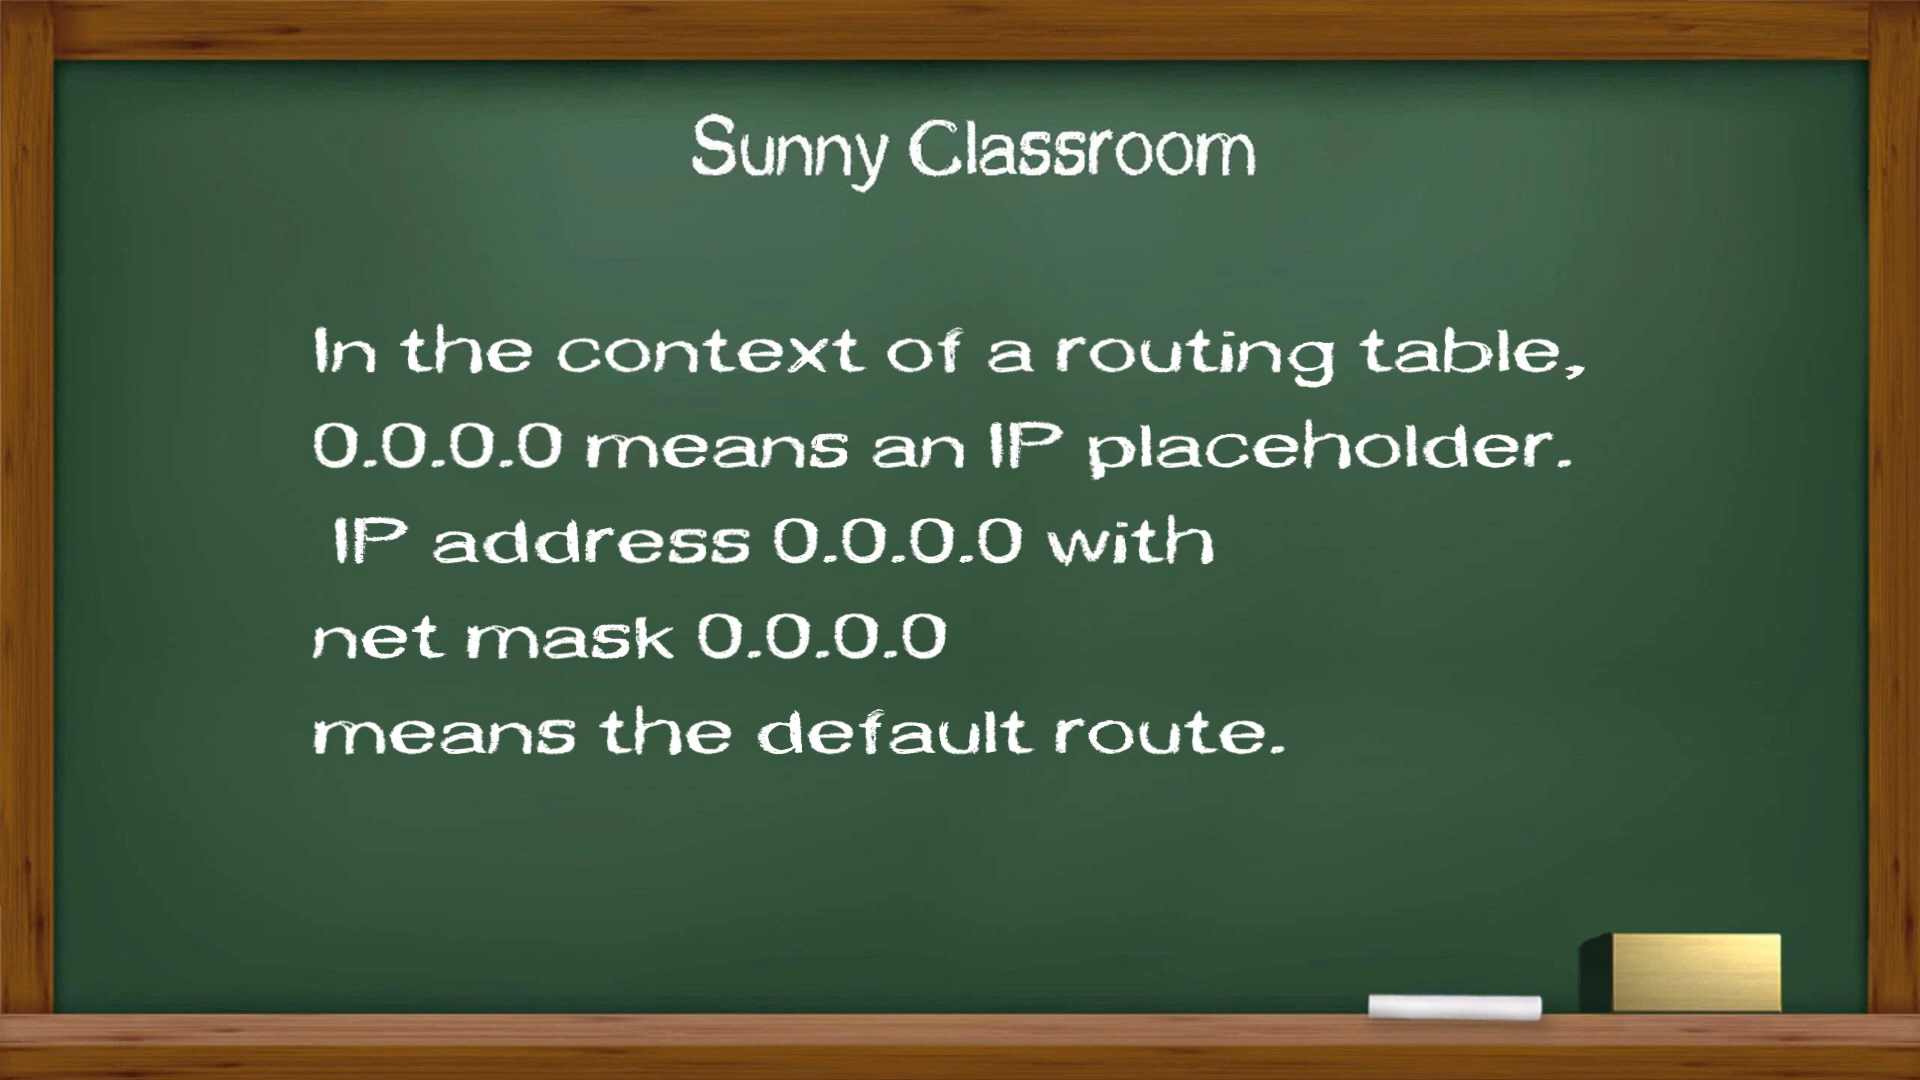 Sunny Classroom
In the context of a routing table,
0.0.0.0 means an IP placeholder.
IP address 0.0.0.0 with
net mask 0.0.0.0
means the default route.